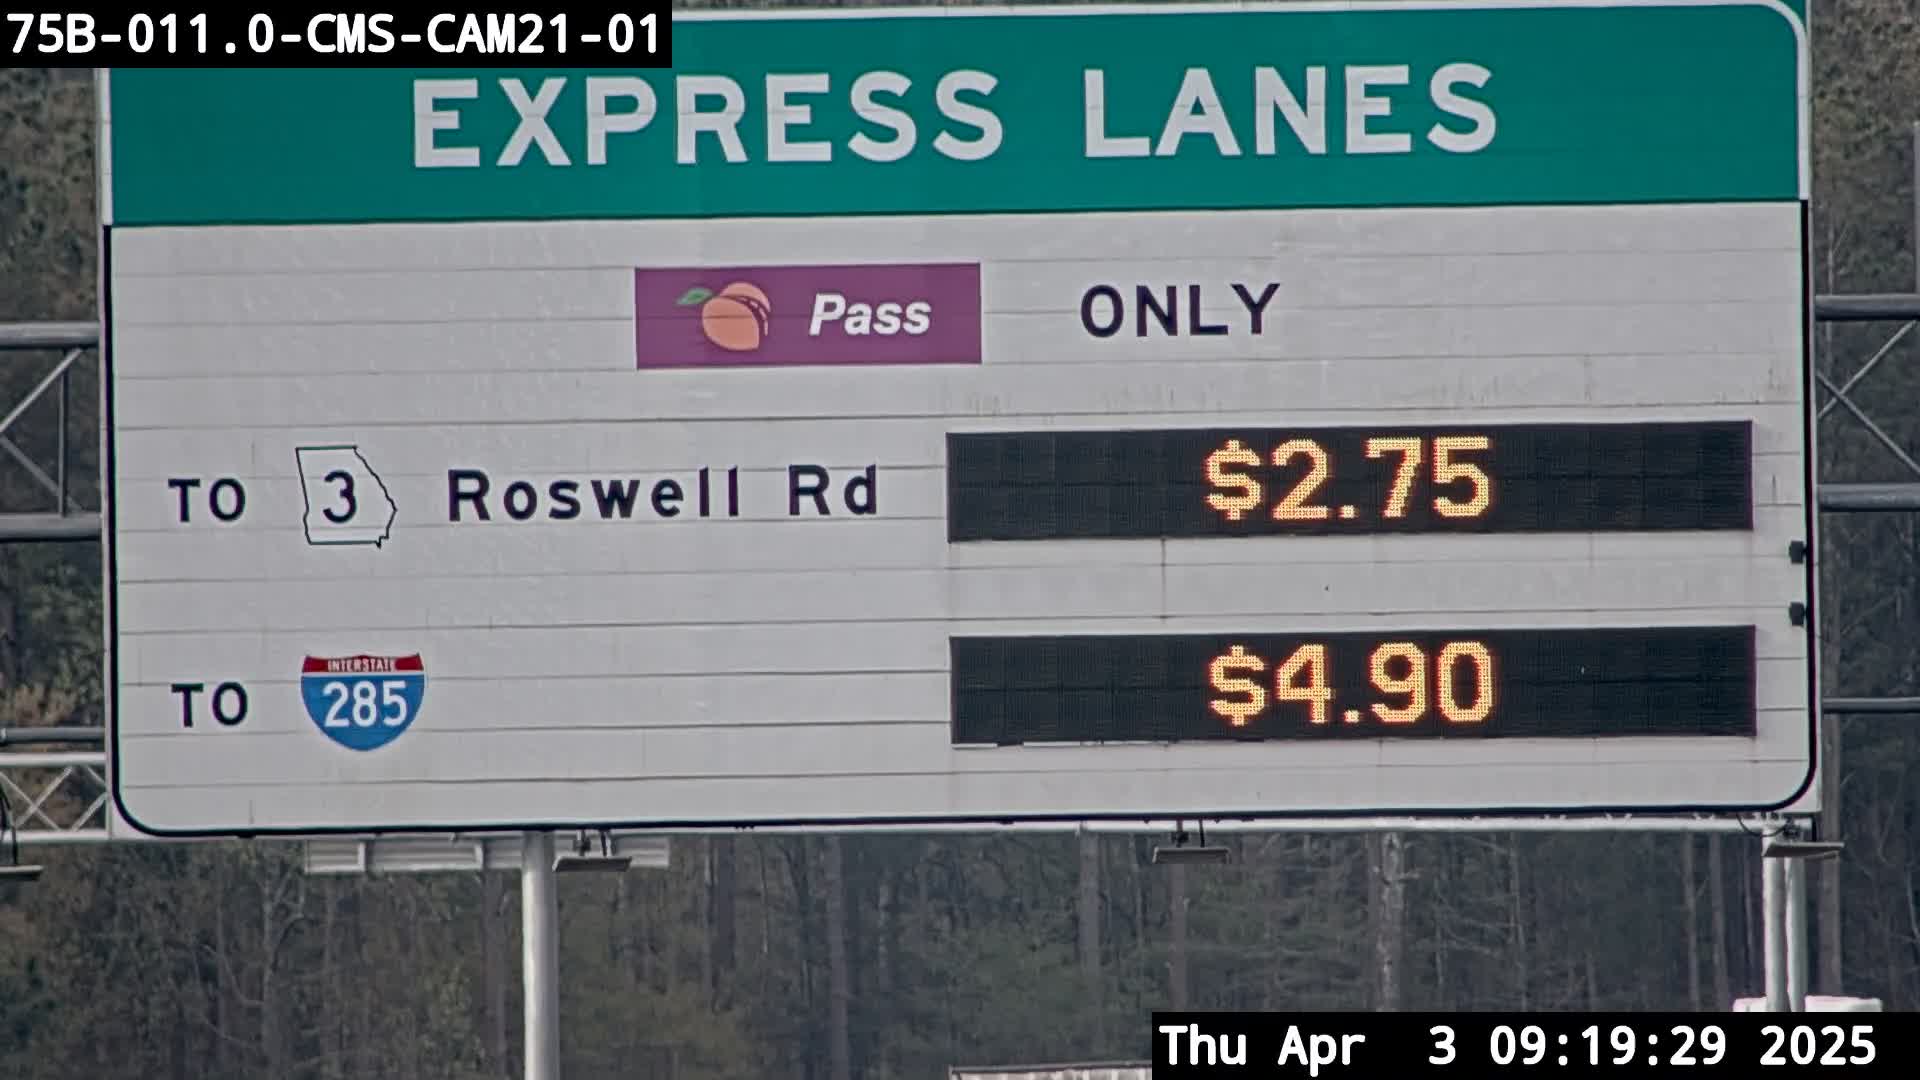 75B-011.0-CMS-CAM21-01
EXPRESS LANES
Pass ONLY
TO 3 Roswell Rd $2.75
TO INTERSTATE 285 $4.90
Thu Apr 3 09:19:29 2025